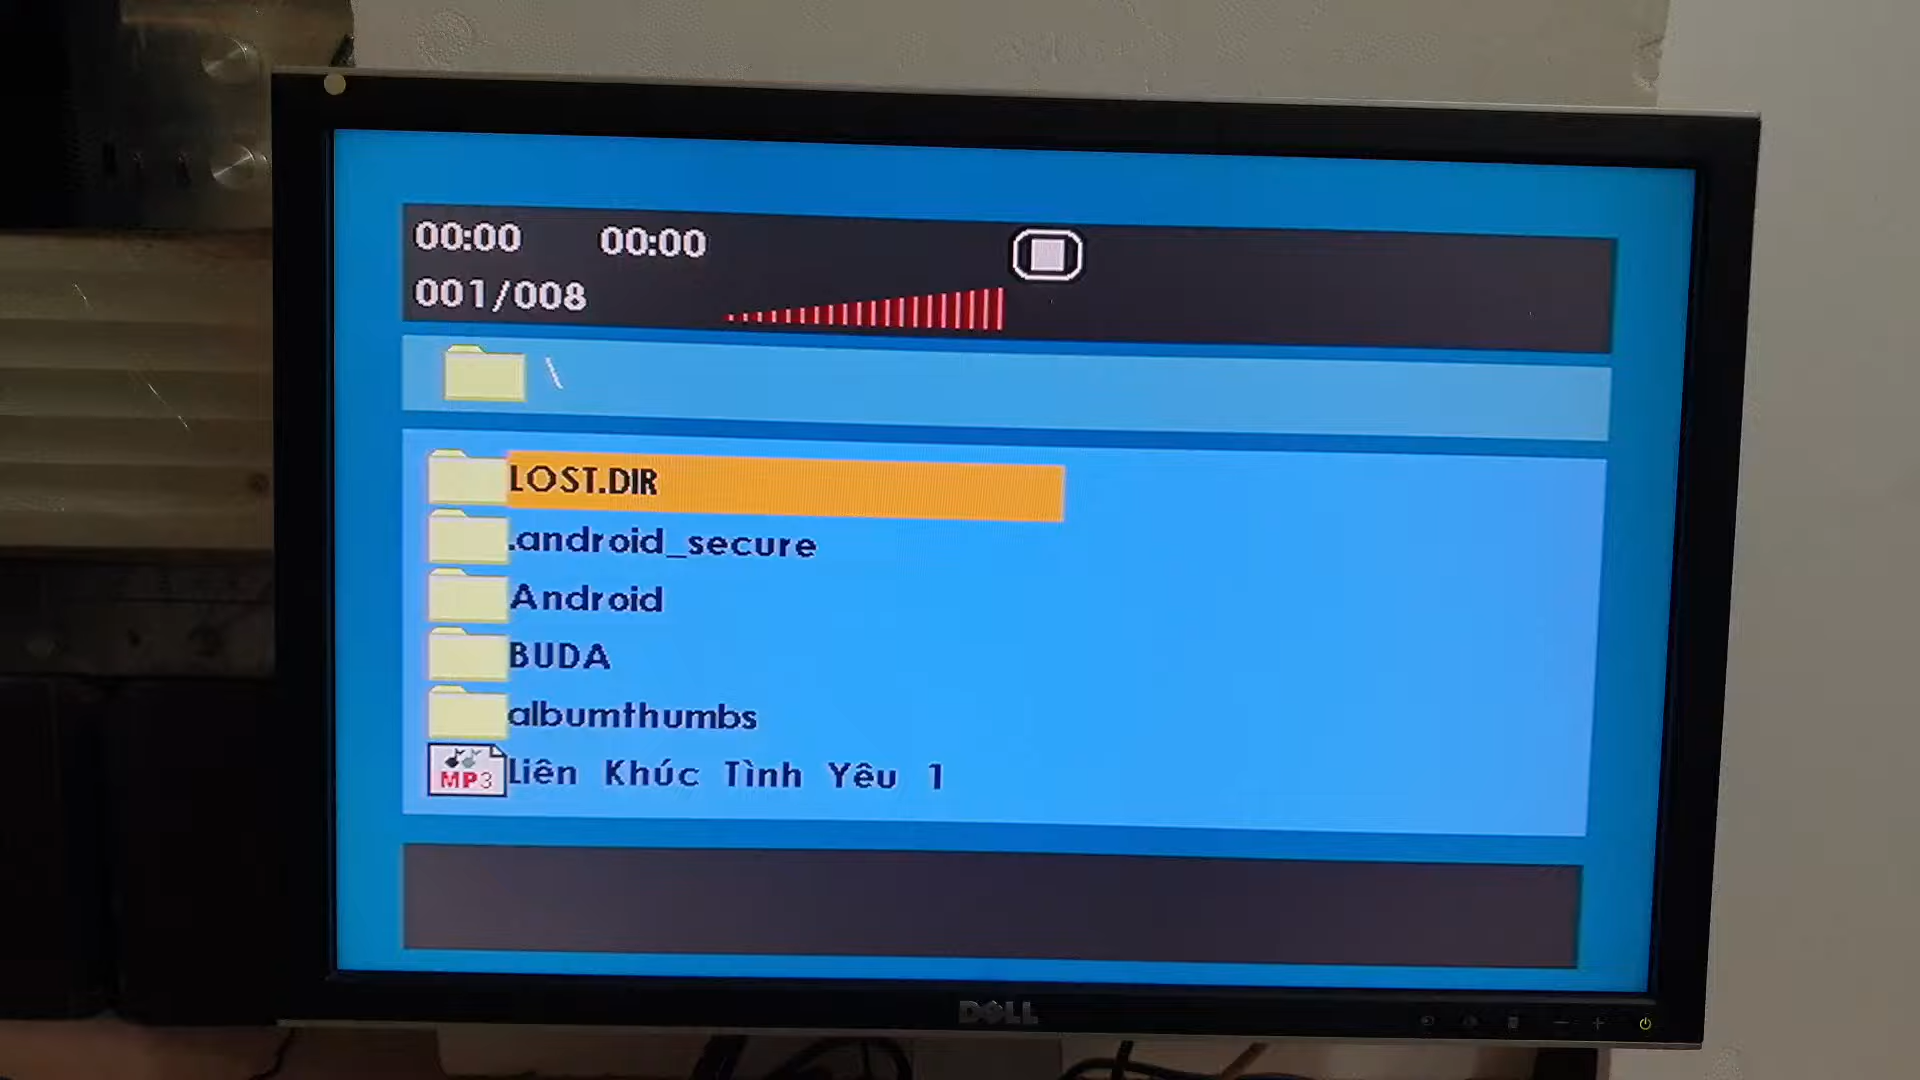 00:00 00:00
001/008
\
LOST.DIR
.android_secure
Android
BUDA
albumthumbs
MP3 Liên Khúc Tình Yêu 1
DELL